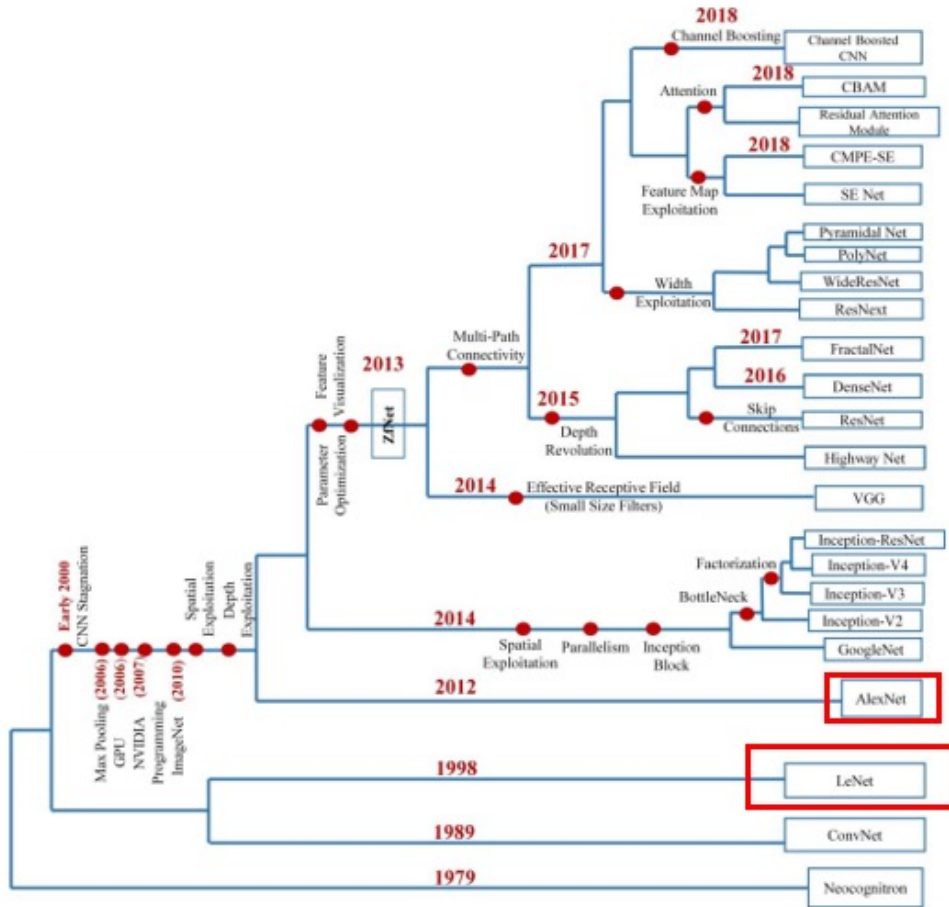 2018
Channel Boosting
Channel Boosted
CNN
2018
Attention
CBAM
Residual Attention
Module
2018
CMPE-SE
Feature Map
Exploitation
SE Net
2017
Pyramidal Net
PolyNet
Width
Exploitation
WideResNet
ResNext
Multi-Path
Connectivity
2017
FractalNet
2016
DenseNet
2015
Depth
Revolution
Skip
Connections
ResNet
Highway Net
2013
Feature
Visualization
ZfNet
Parameter
Optimization
2014
Effective Receptive Field
(Small Size Filters)
VGG
Inception-ResNet
Factorization
Inception-V4
BottleNeck
Inception-V3
Inception-V2
2014
Spatial
Exploitation
Parallelism
Inception
Block
GoogleNet
Early 2000
CNN Stagnation
Spatial
Exploitation
Depth
Exploitation
Max Pooling (2006)
GPU (2006)
NVIDIA (2007)
Programming
ImageNet (2010)
2012
AlexNet
1998
LeNet
1989
ConvNet
1979
Neocognitron